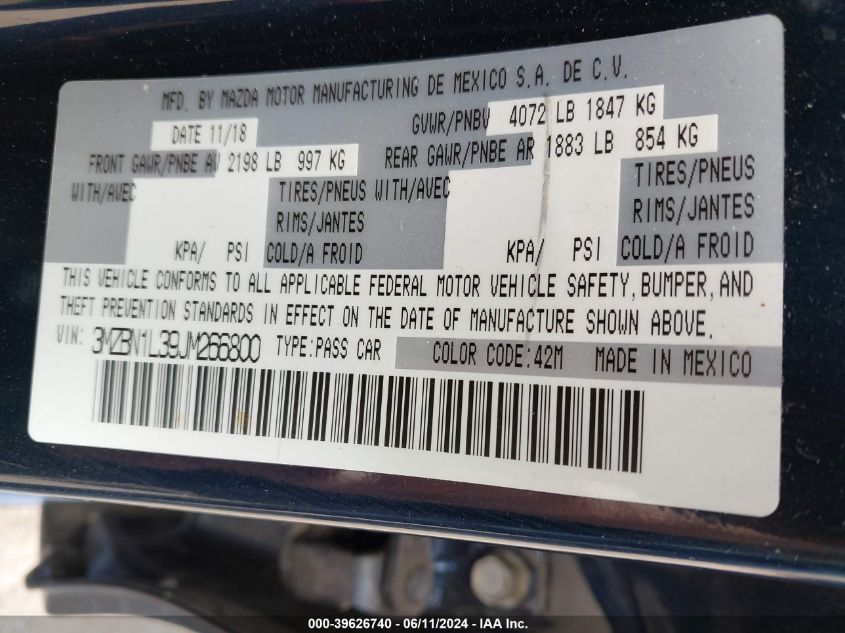 MFD. BY MAZDA MOTOR MANUFACTURING DE MEXICO S.A. DE C.V.
DATE 11/18 GVWR/PNBV 4072 LB 1847 KG
FRONT GAWR/PNBE AV 2198 LB 997 KG REAR GAWR/PNBE AR 1883 LB 854 KG
WITH/AVEC TIRES/PNEUS WITH/AVEC TIRES/PNEUS
RIMS/JANTES RIMS/JANTES
KPA/ PSI COLD/A FROID KPA/ PSI COLD/A FROID
THIS VEHICLE CONFORMS TO ALL APPLICABLE FEDERAL MOTOR VEHICLE SAFETY, BUMPER, AND
THEFT PREVENTION STANDARDS IN EFFECT ON THE DATE OF MANUFACTURE SHOWN ABOVE.
VIN: 3MZBN1L39JM266800 TYPE:PASS CAR COLOR CODE:42M MADE IN MEXICO
000-39626740 - 06/11/2024 - IAA Inc.